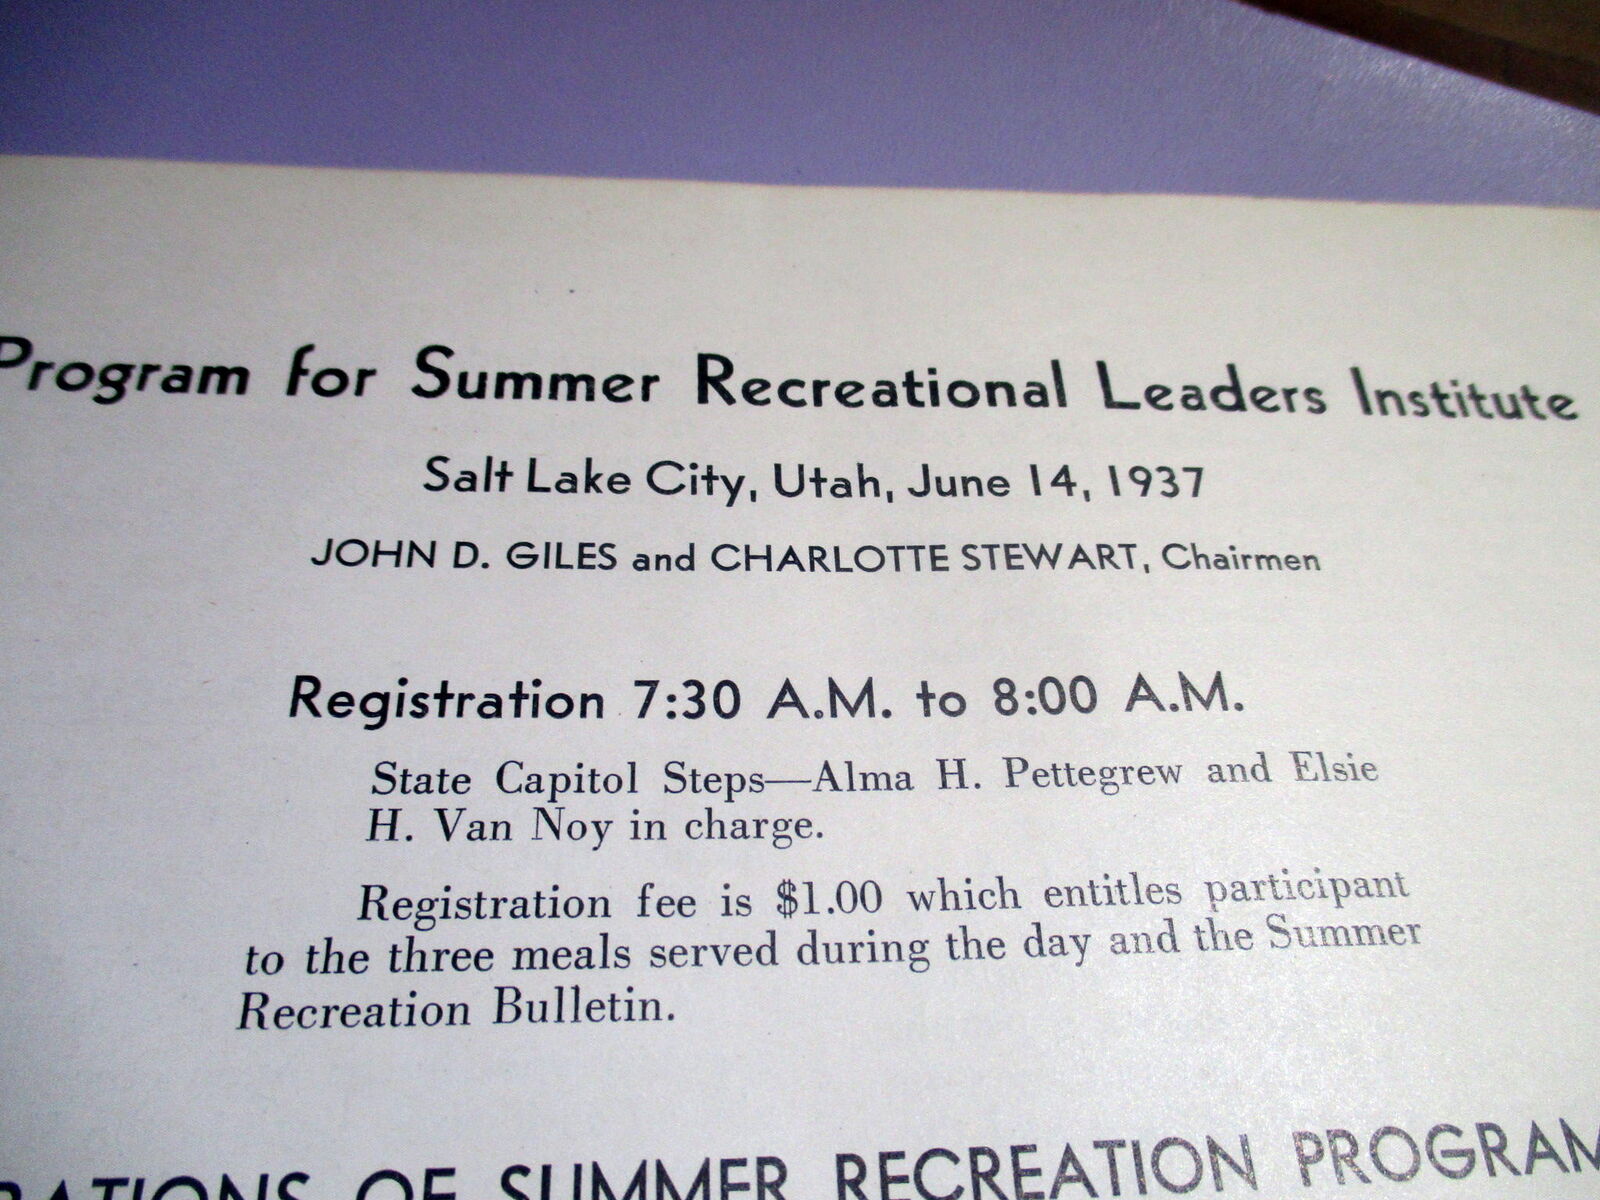 Program for Summer Recreational Leaders Institute
Salt Lake City, Utah, June 14, 1937
JOHN D. GILES and CHARLOTTE STEWART, Chairmen
Registration 7:30 A.M. to 8:00 A.M.
State Capitol Steps—Alma H. Pettegrew and Elsie
H. Van Noy in charge.
Registration fee is $1.00 which entitles participant
to the three meals served during the day and the Summer
Recreation Bulletin.
OF SUMMER RECREATION PROGRAM